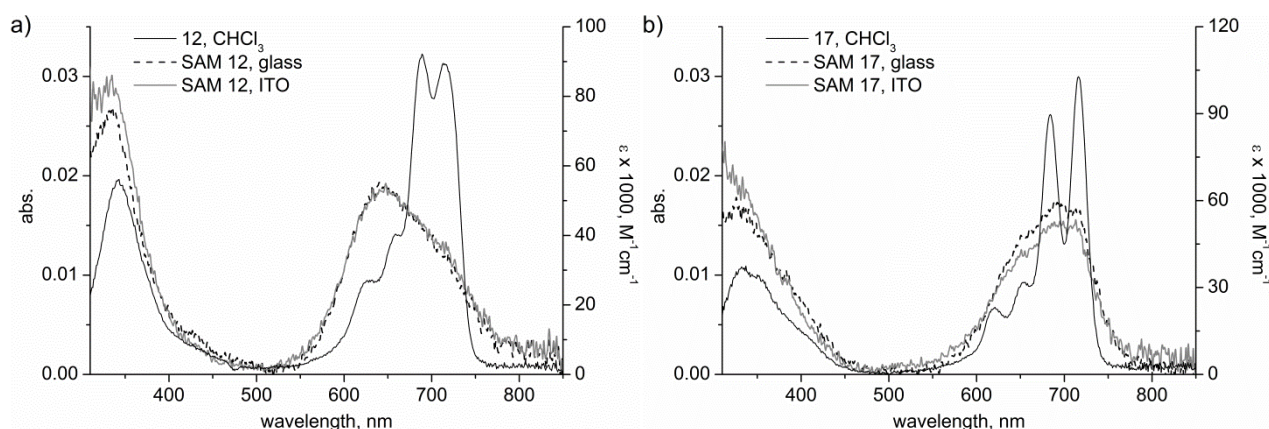 a)
12, CHCl₃
SAM 12, glass
SAM 12, ITO
abs.
0.03
0.02
0.01
0.00
100
80
60
40
20
0
ε x 1000, M⁻¹cm⁻¹
400 500 600 700 800
wavelength, nm
b)
17, CHCl₃
SAM 17, glass
SAM 17, ITO
abs.
0.03
0.02
0.01
0.00
120
90
60
30
0
ε x 1000, M⁻¹cm⁻¹
400 500 600 700 800
wavelength, nm